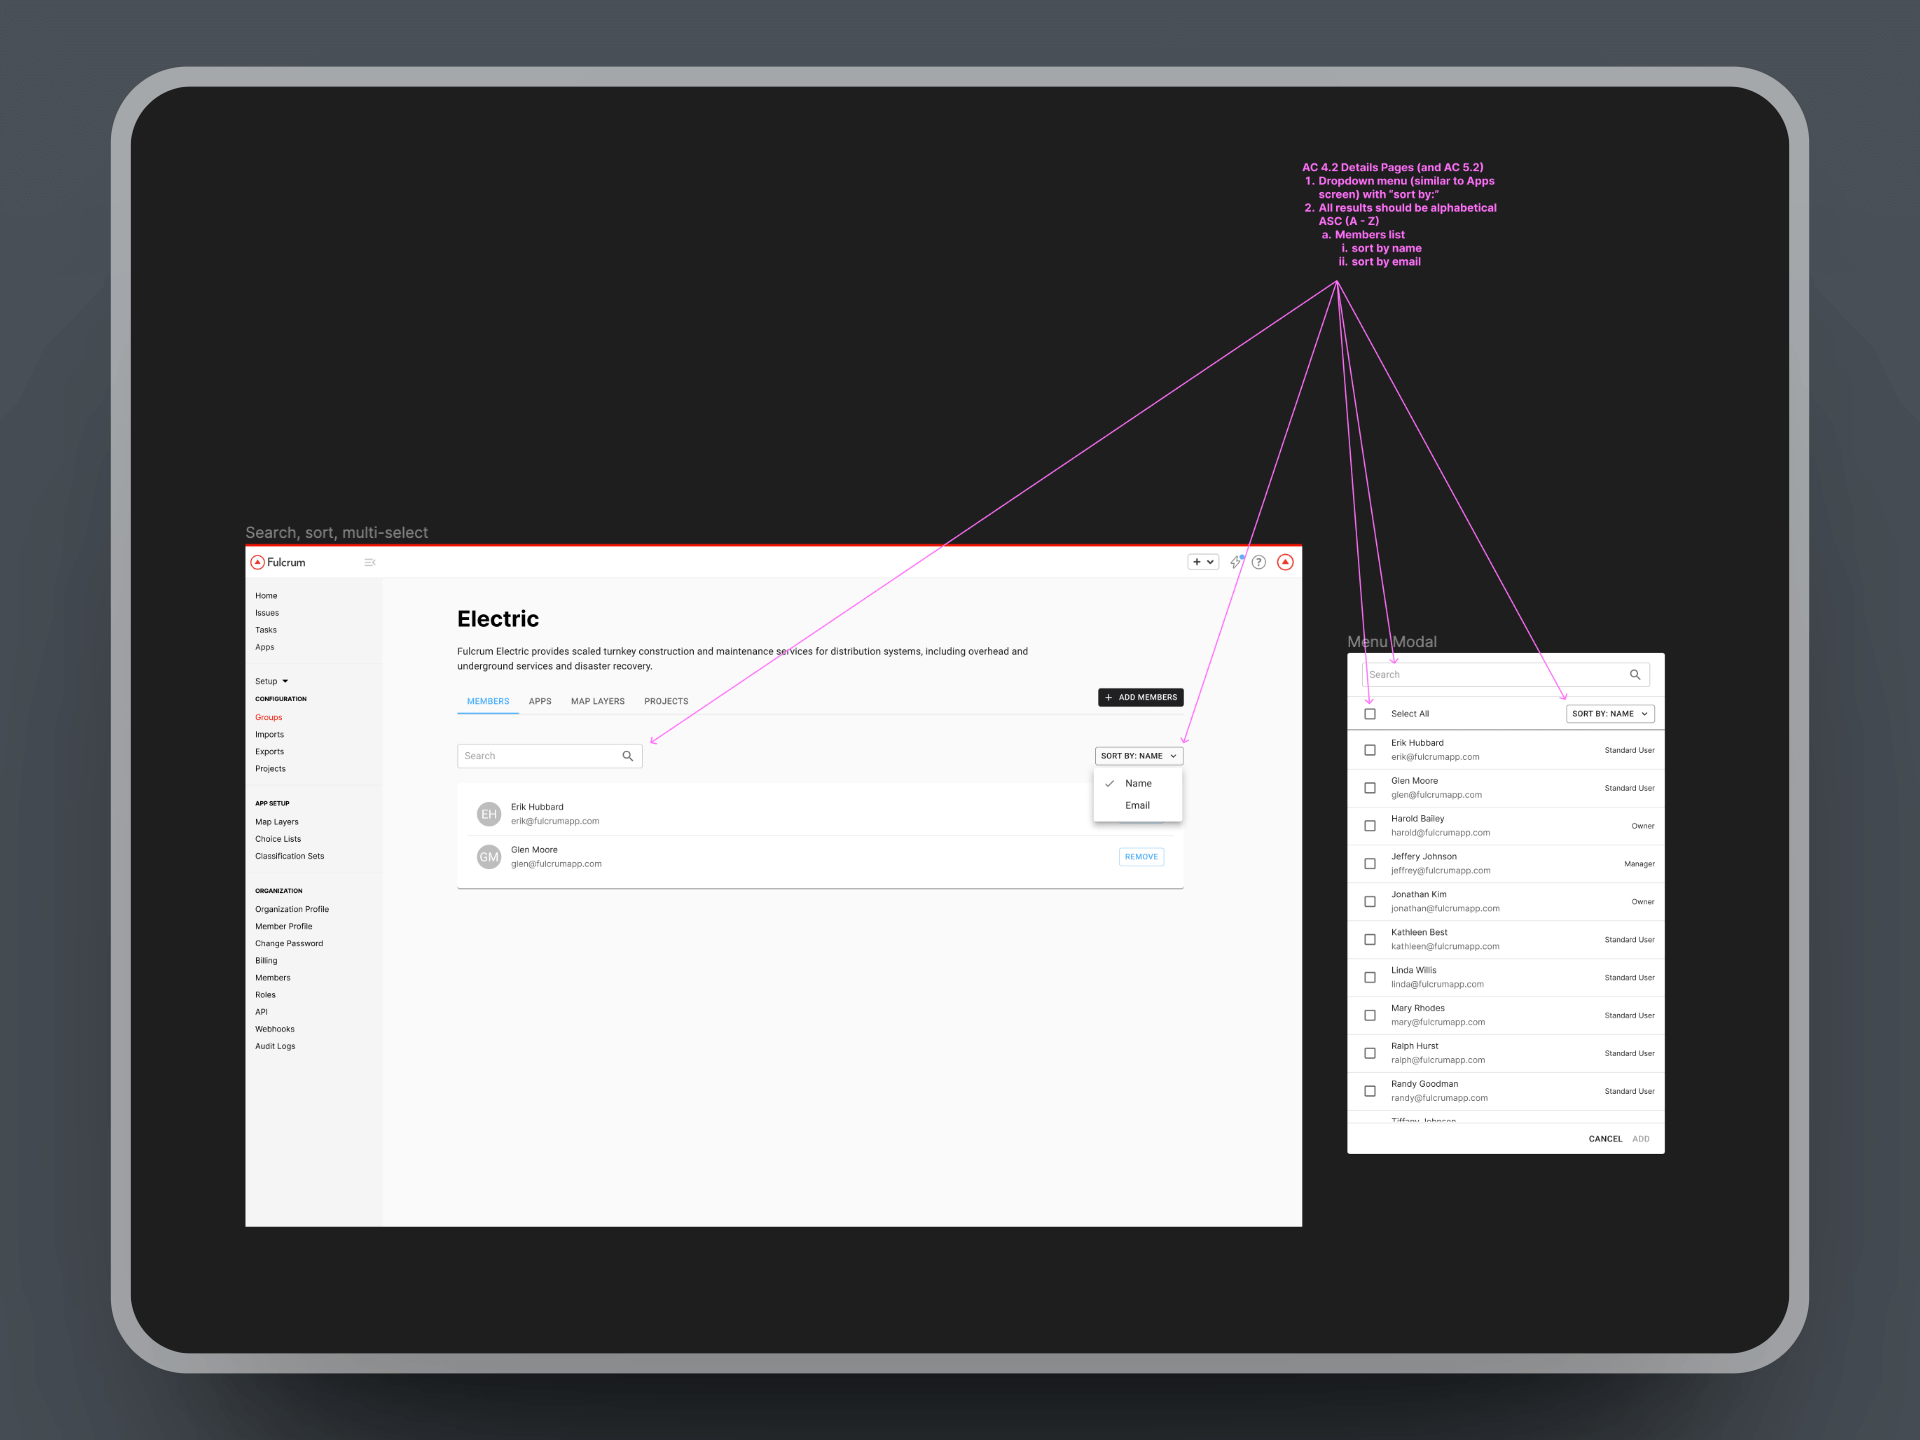 AC 4.2 Details Pages (and AC 5.2)
1. Dropdown menu (similar to Apps
screen) with "sort by:"
2. All results should be alphabetical
ASC (A - Z)
a. Members list
i. sort by name
ii. sort by email
Search, sort, multi-select
Fulcrum
Home
Issues
Tasks
Apps
Setup
CONFIGURATION
Groups
Imports
Exports
Projects
APP SETUP
Map Layers
Choice Lists
Classification Sets
ORGANIZATION
Organization Profile
Member Profile
Change Password
Billing
Members
Roles
API
Webhooks
Audit Logs
Electric
Fulcrum Electric provides scaled turnkey construction and maintenance services for distribution systems, including overhead and
underground services and disaster recovery.
MEMBERS APPS MAP LAYERS PROJECTS
+ ADD MEMBERS
Search
SORT BY: NAME
Name
Email
EH
Erik Hubbard
erik@fulcrumapp.com
GM
Glen Moore
glen@fulcrumapp.com
REMOVE
Menu Modal
Search
Select All
SORT BY: NAME
Erik Hubbard
erik@fulcrumapp.com
Standard User
Glen Moore
glen@fulcrumapp.com
Standard User
Harold Bailey
harold@fulcrumapp.com
Owner
Jeffery Johnson
jeffrey@fulcrumapp.com
Manager
Jonathan Kim
jonathan@fulcrumapp.com
Owner
Kathleen Best
kathleen@fulcrumapp.com
Standard User
Linda Willis
linda@fulcrumapp.com
Standard User
Mary Rhodes
mary@fulcrumapp.com
Standard User
Ralph Hurst
ralph@fulcrumapp.com
Standard User
Randy Goodman
randy@fulcrumapp.com
Standard User
Tiffany Johnson
CANCEL ADD